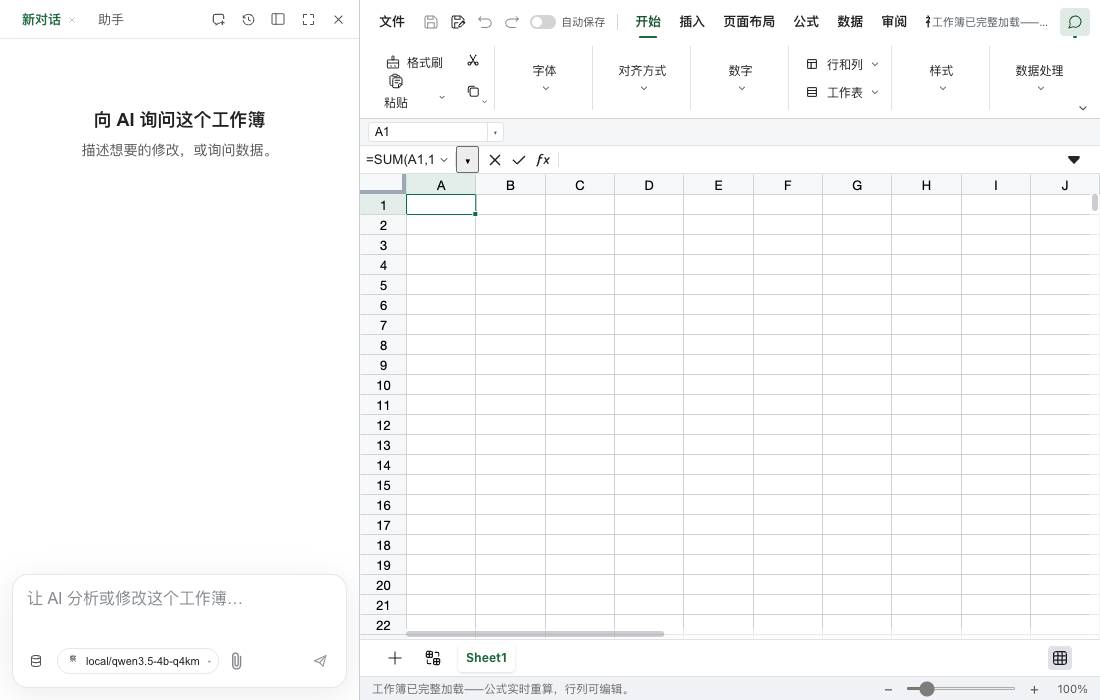 新对话
助手
向 AI 询问这个工作簿
描述想要的修改，或询问数据。
让 AI 分析或修改这个工作簿…
local/qwen3.5-4b-q4km
文件
自动保存
开始 插入 页面布局 公式 数据 审阅
工作簿已完整加载——...
格式刷
粘贴
字体
对齐方式
数字
行和列
工作表
样式
数据处理
A1
=SUM(A1,1
fx
A B C D E F G H I J
1
2
3
4
5
6
7
8
9
10
11
12
13
14
15
16
17
18
19
20
21
22
Sheet1
工作簿已完整加载——公式实时重算，行列可编辑。
100%